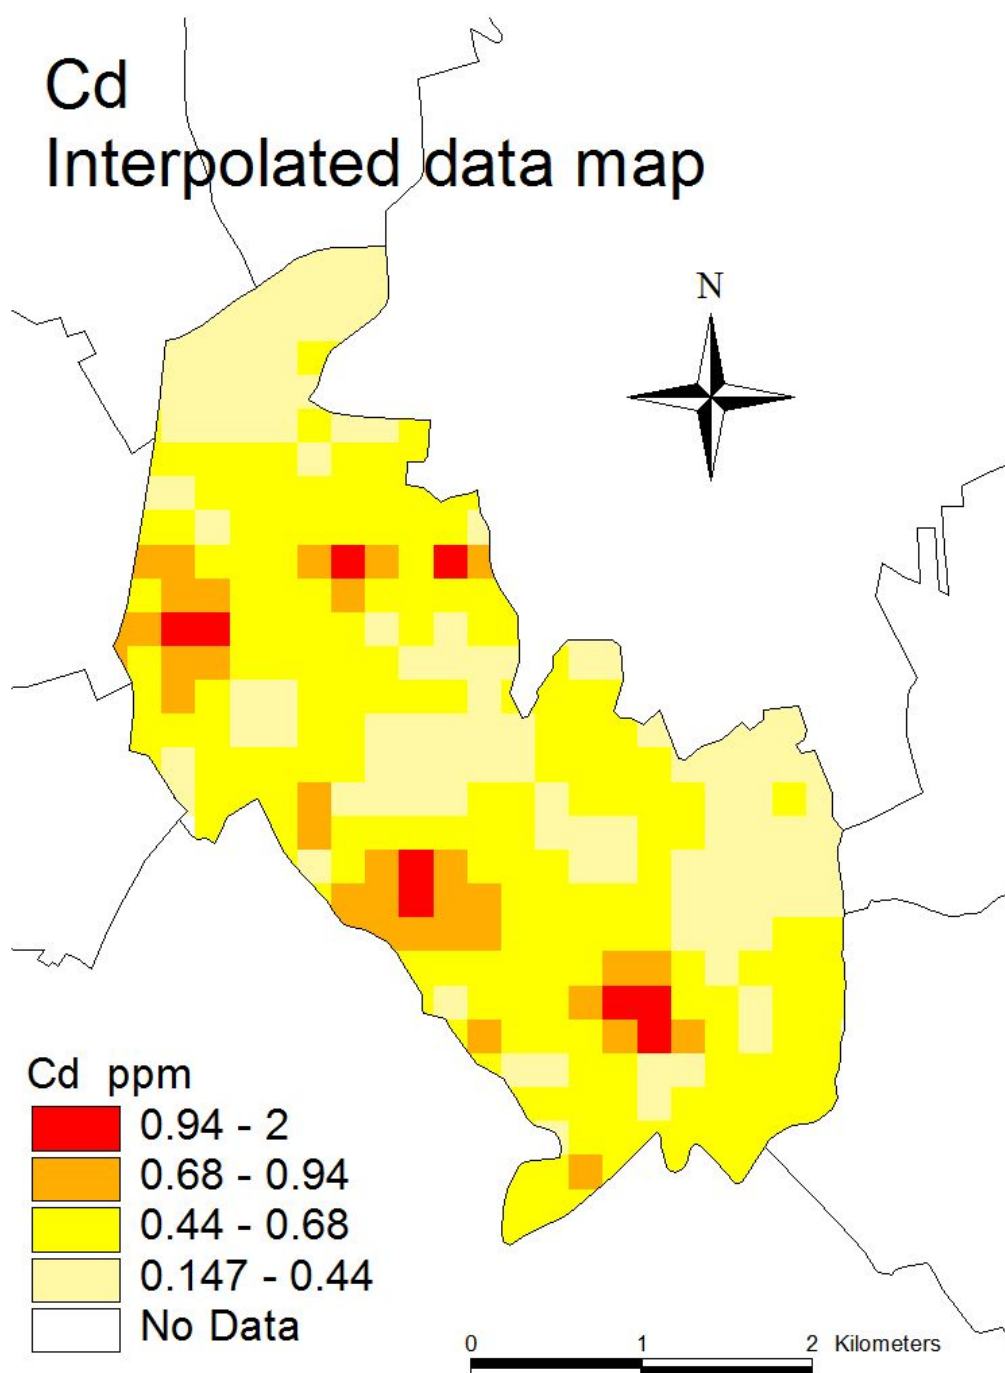 Cd
Interpolated data map
N
Cd ppm
0.94 - 2
0.68 - 0.94
0.44 - 0.68
0.147 - 0.44
No Data
0 1 2 Kilometers